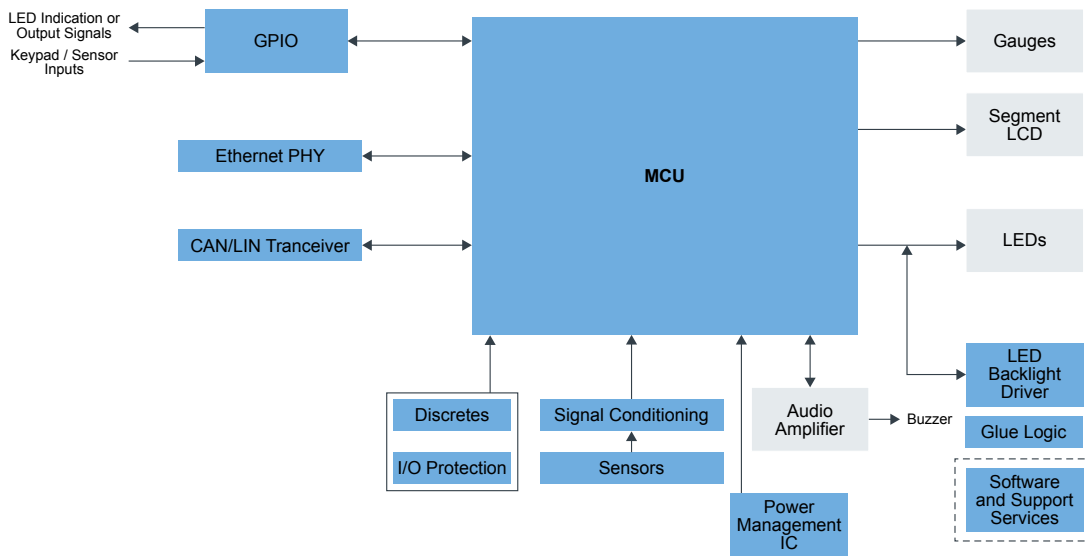 LED Indication or
Output Signals
Keypad / Sensor
Inputs
GPIO
Ethernet PHY
CAN/LIN Tranceiver
MCU
Gauges
Segment
LCD
LEDs
LED
Backlight
Driver
Glue Logic
Software
and Support
Services
Discretes
I/O Protection
Signal Conditioning
Sensors
Power
Management
IC
Audio
Amplifier
Buzzer